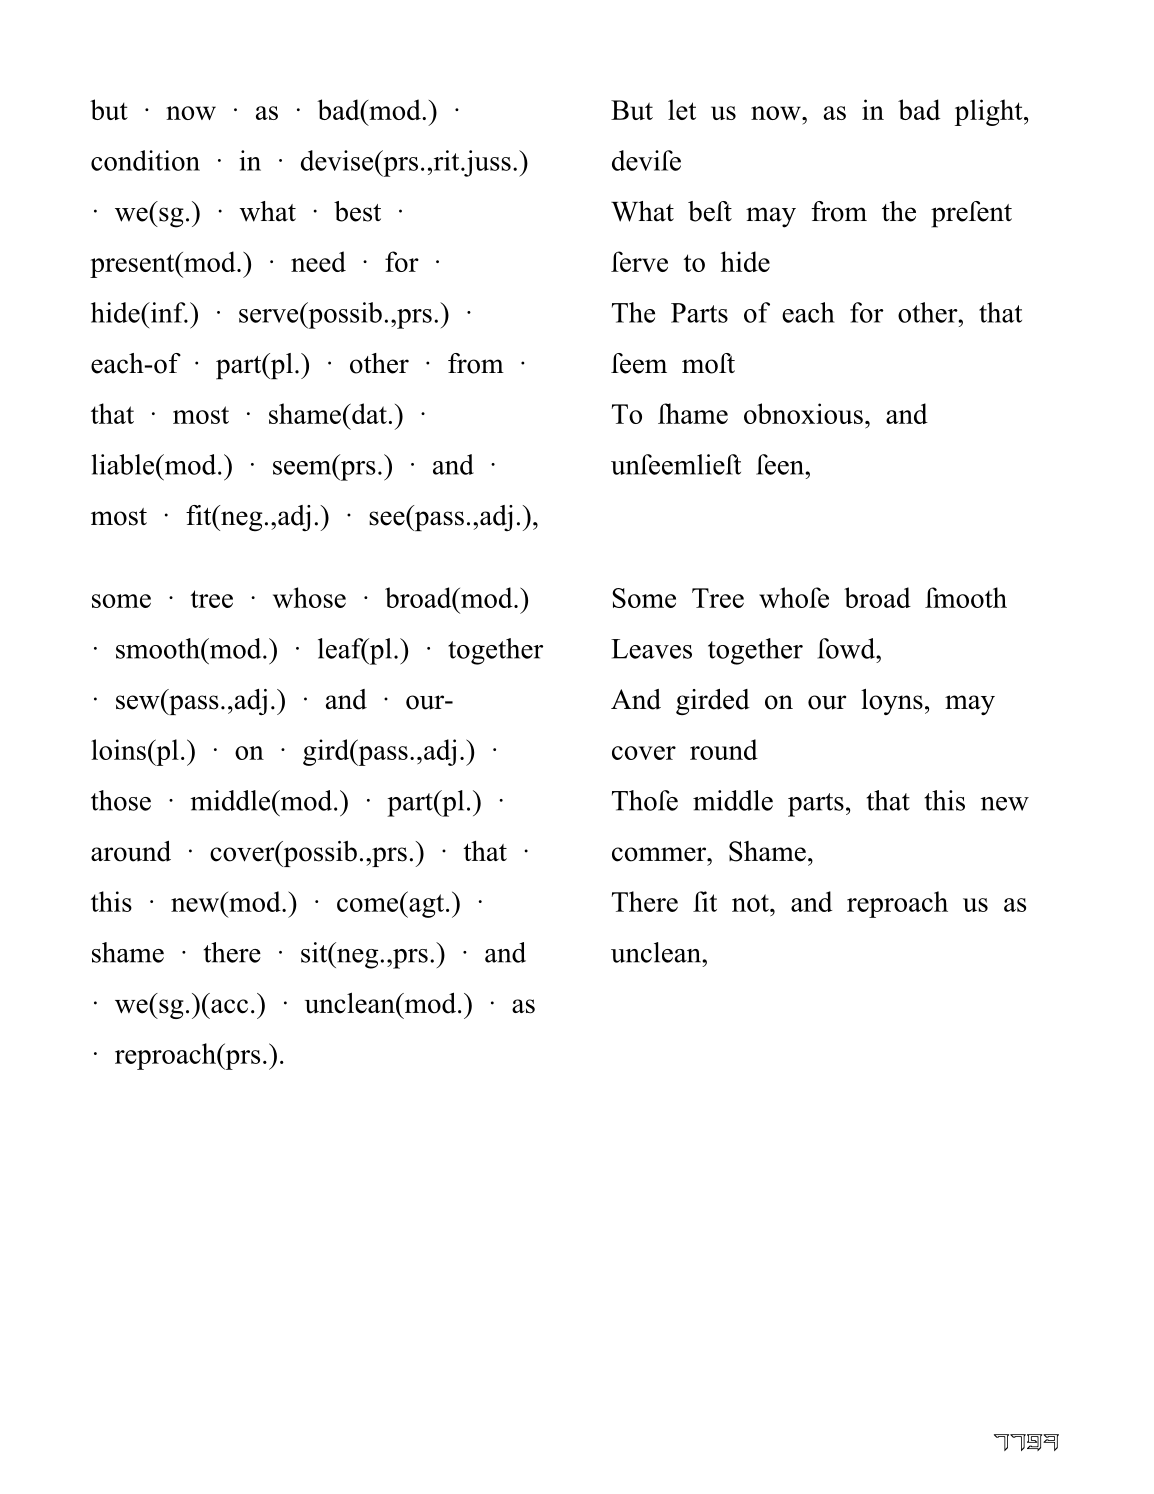 but · now · as · bad(mod.) ·
condition · in · devise(prs.,rit.juss.)
· we(sg.) · what · best ·
present(mod.) · need · for ·
hide(inf.) · serve(possib.,prs.) ·
each-of · part(pl.) · other · from ·
that · most · shame(dat.) ·
liable(mod.) · seem(prs.) · and ·
most · fit(neg.,adj.) · see(pass.,adj.),
some · tree · whose · broad(mod.)
· smooth(mod.) · leaf(pl.) · together
· sew(pass.,adj.) · and · our-
loins(pl.) · on · gird(pass.,adj.) ·
those · middle(mod.) · part(pl.) ·
around · cover(possib.,prs.) · that ·
this · new(mod.) · come(agt.) ·
shame · there · sit(neg.,prs.) · and
· we(sg.)(acc.) · unclean(mod.) · as
· reproach(prs.).
But let us now, as in bad plight,
deviſe
What beſt may from the preſent
ſerve to hide
The Parts of each for other, that
ſeem moſt
To ſhame obnoxious, and
unſeemlieſt ſeen,
Some Tree whoſe broad ſmooth
Leaves together ſowd,
And girded on our loyns, may
cover round
Thoſe middle parts, that this new
commer, Shame,
There ſit not, and reproach us as
unclean,